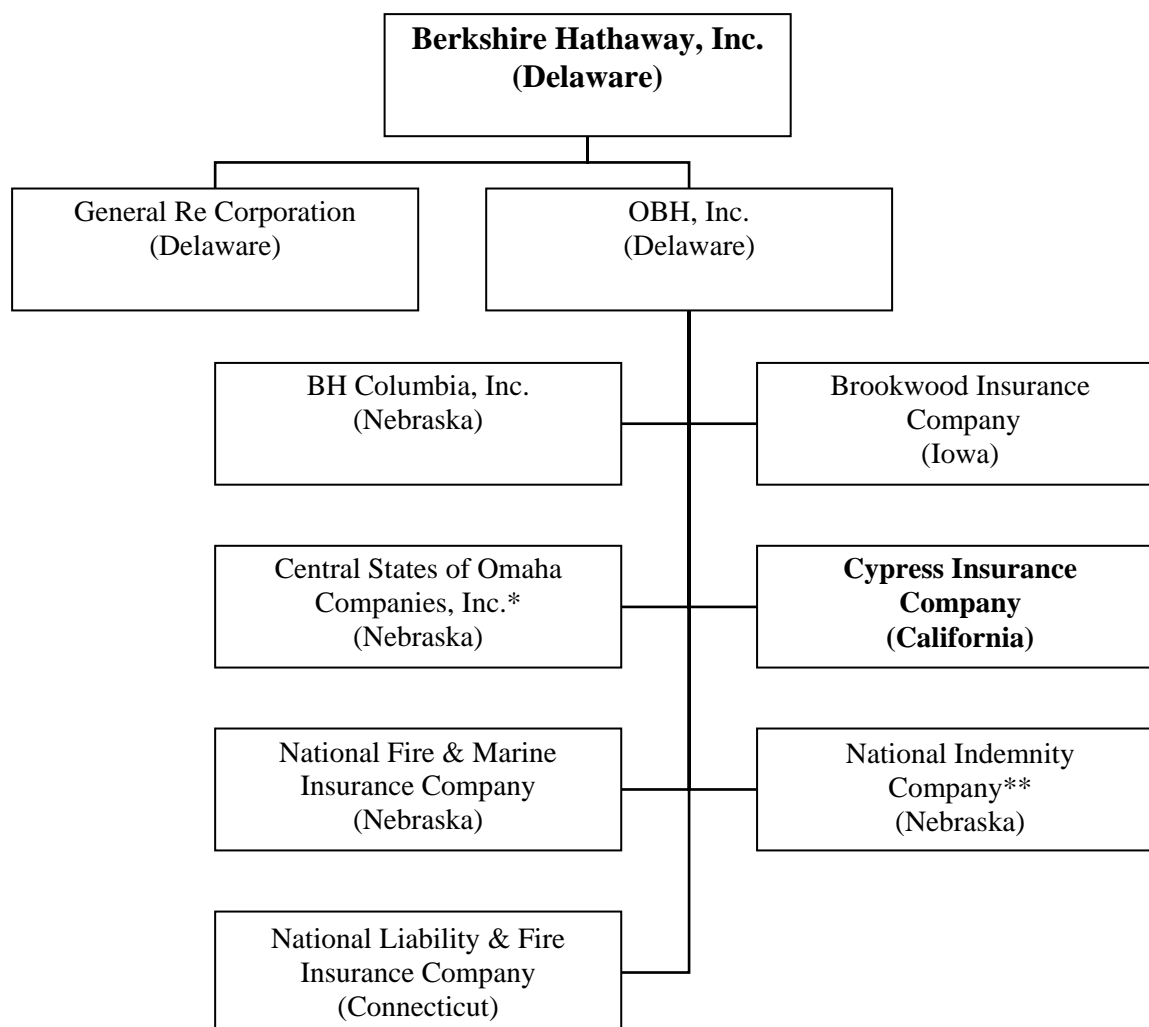 Berkshire Hathaway, Inc.
(Delaware)
General Re Corporation
(Delaware)
OBH, Inc.
(Delaware)
BH Columbia, Inc.
(Nebraska)
Brookwood Insurance
Company
(Iowa)
Central States of Omaha
Companies, Inc.*
(Nebraska)
Cypress Insurance
Company
(California)
National Fire & Marine
Insurance Company
(Nebraska)
National Indemnity
Company**
(Nebraska)
National Liability & Fire
Insurance Company
(Connecticut)